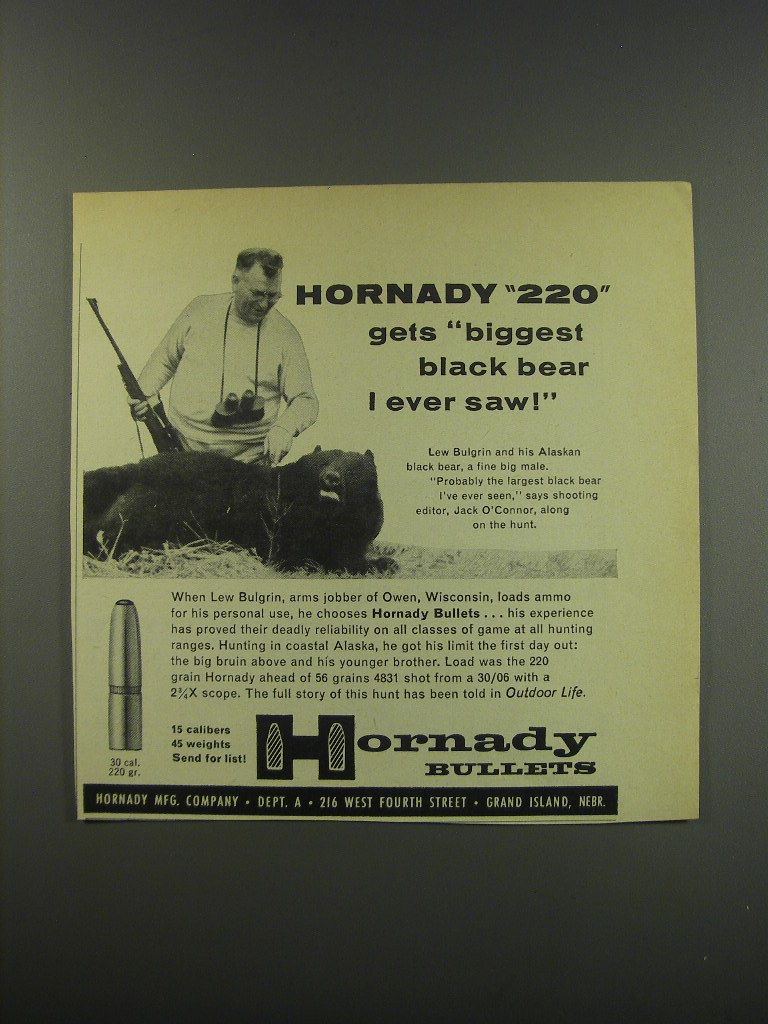 HORNADY "220"
gets "biggest
black bear
I ever saw!"
Lew Bulgrin and his Alaskan
black bear, a fine big male.
"Probably the largest black bear
I've ever seen," says shooting
editor, Jack O'Connor, along
on the hunt.
When Lew Bulgrin, arms jobber of Owen, Wisconsin, loads ammo
for his personal use, he chooses Hornady Bullets . . . his experience
has proved their deadly reliability on all classes of game at all hunting
ranges. Hunting in coastal Alaska, he got his limit the first day out:
the big bruin above and his younger brother. Load was the 220
grain Hornady ahead of 56 grains 4831 shot from a 30/06 with a
2¾X scope. The full story of this hunt has been told in Outdoor Life.
30 cal.
220 gr.
15 calibers
45 weights
Send for list!
Hornady
BULLETS
HORNADY MFG. COMPANY • DEPT. A • 216 WEST FOURTH STREET • GRAND ISLAND, NEBR.